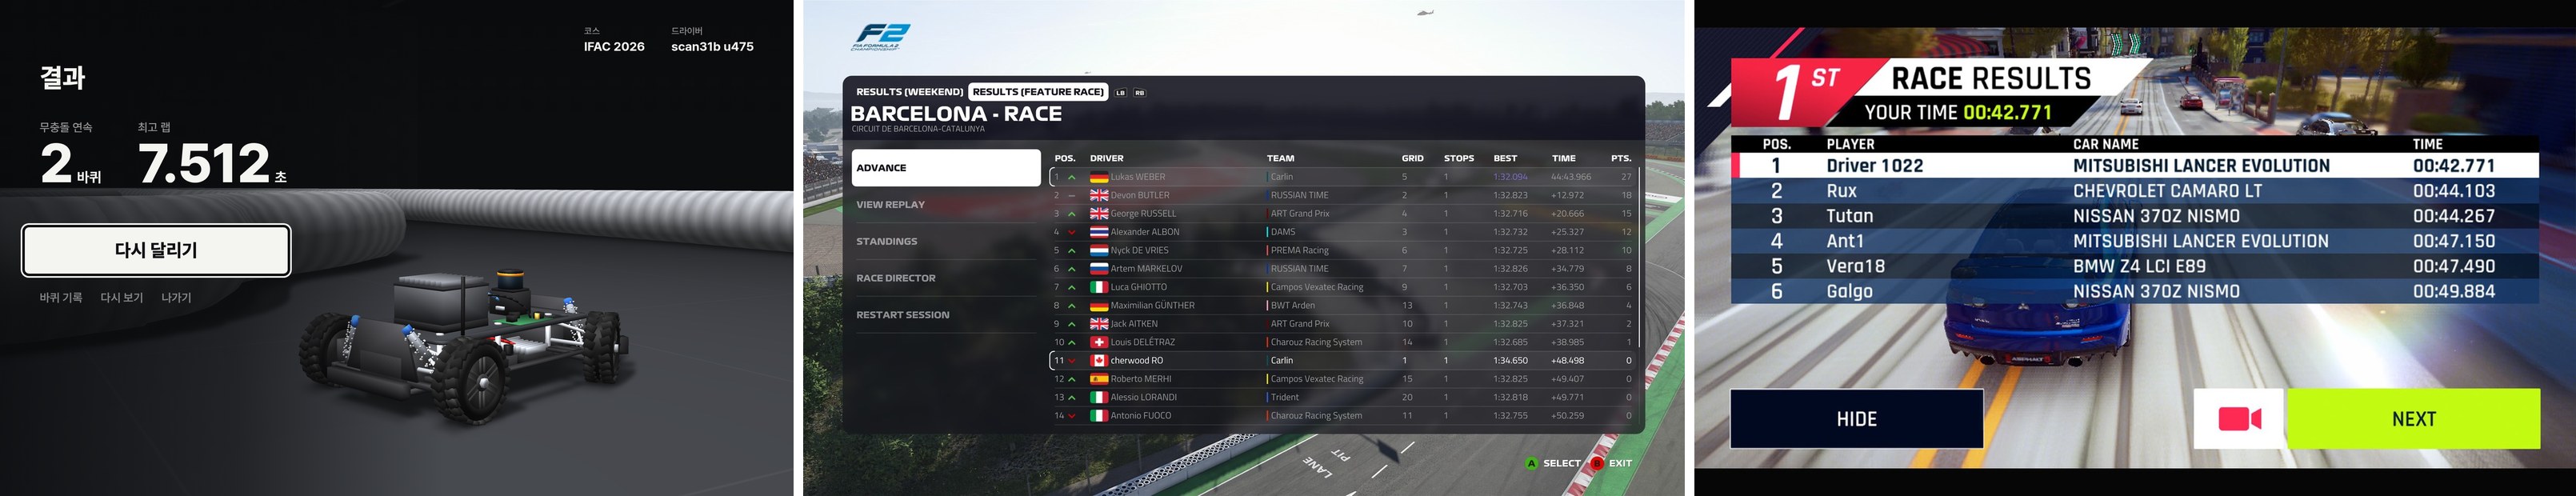 코스
IFAC 2026
드라이버
scan31b u475
결과
무충돌 연속
2 바퀴
최고 랩
7.512 초
다시 달리기
바퀴 기록 다시 보기 나가기
F2
FIA FORMULA 2
CHAMPIONSHIP
RESULTS (WEEKEND) RESULTS (FEATURE RACE) LB RB
BARCELONA - RACE
CIRCUIT DE BARCELONA-CATALUNYA
ADVANCE
VIEW REPLAY
STANDINGS
RACE DIRECTOR
RESTART SESSION
POS. DRIVER TEAM GRID STOPS BEST TIME PTS.
1 Lukas WEBER Carlin 5 1 1:32.094 44:43.966 27
2 Devon BUTLER RUSSIAN TIME 2 1 1:32.823 +12.972 18
3 George RUSSELL ART Grand Prix 4 1 1:32.716 +20.666 15
4 Alexander ALBON DAMS 3 1 1:32.732 +25.327 12
5 Nyck DE VRIES PREMA Racing 6 1 1:32.725 +28.112 10
6 Artem MARKELOV RUSSIAN TIME 7 1 1:32.826 +34.779 8
7 Luca GHIOTTO Campos Vexatec Racing 9 1 1:32.703 +36.350 6
8 Maximilian GÜNTHER BWT Arden 13 1 1:32.743 +36.848 4
9 Jack AITKEN ART Grand Prix 10 1 1:32.825 +37.321 2
10 Louis DELÉTRAZ Charouz Racing System 14 1 1:32.685 +38.985 1
11 cherwood RO Carlin 1 1 1:34.650 +48.498 0
12 Roberto MERHI Campos Vexatec Racing 15 1 1:32.825 +49.407 0
13 Alessio LORANDI Trident 20 1 1:32.818 +49.771 0
14 Antonio FUOCO Charouz Racing System 11 1 1:32.755 +50.259 0
PIT
LANE
A SELECT B EXIT
1ST RACE RESULTS
YOUR TIME 00:42.771
POS. PLAYER CAR NAME TIME
1 Driver 1022 MITSUBISHI LANCER EVOLUTION 00:42.771
2 Rux CHEVROLET CAMARO LT 00:44.103
3 Tutan NISSAN 370Z NISMO 00:44.267
4 Ant1 MITSUBISHI LANCER EVOLUTION 00:47.150
5 Vera18 BMW Z4 LCI E89 00:47.490
6 Galgo NISSAN 370Z NISMO 00:49.884
HIDE
NEXT